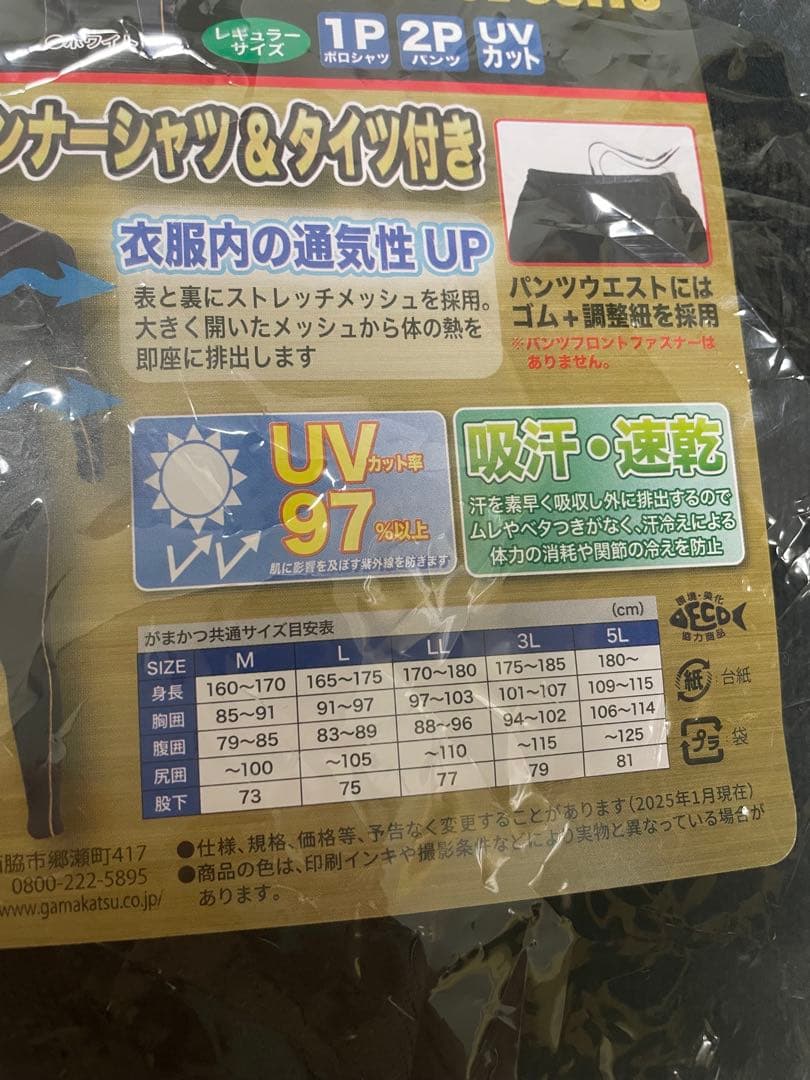 ホワイト
レギュラー
サイズ
1P
ポロシャツ
2P
パンツ
UV
カット
ンナーシャツ&タイツ付き
衣服内の通気性 UP
表と裏にストレッチメッシュを採用。
大きく開いたメッシュから体の熱を
即座に排出します
パンツウエストには
ゴム+調整紐を採用
※パンツフロントファスナーは
ありません。
UVカット率
97%以上
肌に影響を及ぼす紫外線を防ぎます
吸汗・速乾
汗を素早く吸収し外に排出するので
ムレやベタつきがなく、汗冷えによる
体力の消耗や関節の冷えを防止
がまかつ共通サイズ目安表 (cm)
SIZE M L LL 3L 5L
身長 160〜170 165〜175 170〜180 175〜185 180〜
胸囲 85〜91 91〜97 97〜103 101〜107 109〜115
腹囲 79〜85 83〜89 88〜96 94〜102 106〜114
尻囲 〜100 〜105 〜110 〜115 〜125
股下 73 75 77 79 81
環境・美化
ECO
協力商品
紙 :台紙
プラ :袋
脇市郷瀬町417
0800-222-5895
www.gamakatsu.co.jp/
●仕様、規格、価格等、予告なく変更することがあります(2025年1月現在)
●商品の色は、印刷インキや撮影条件などにより実物と異なっている場合が
あります。